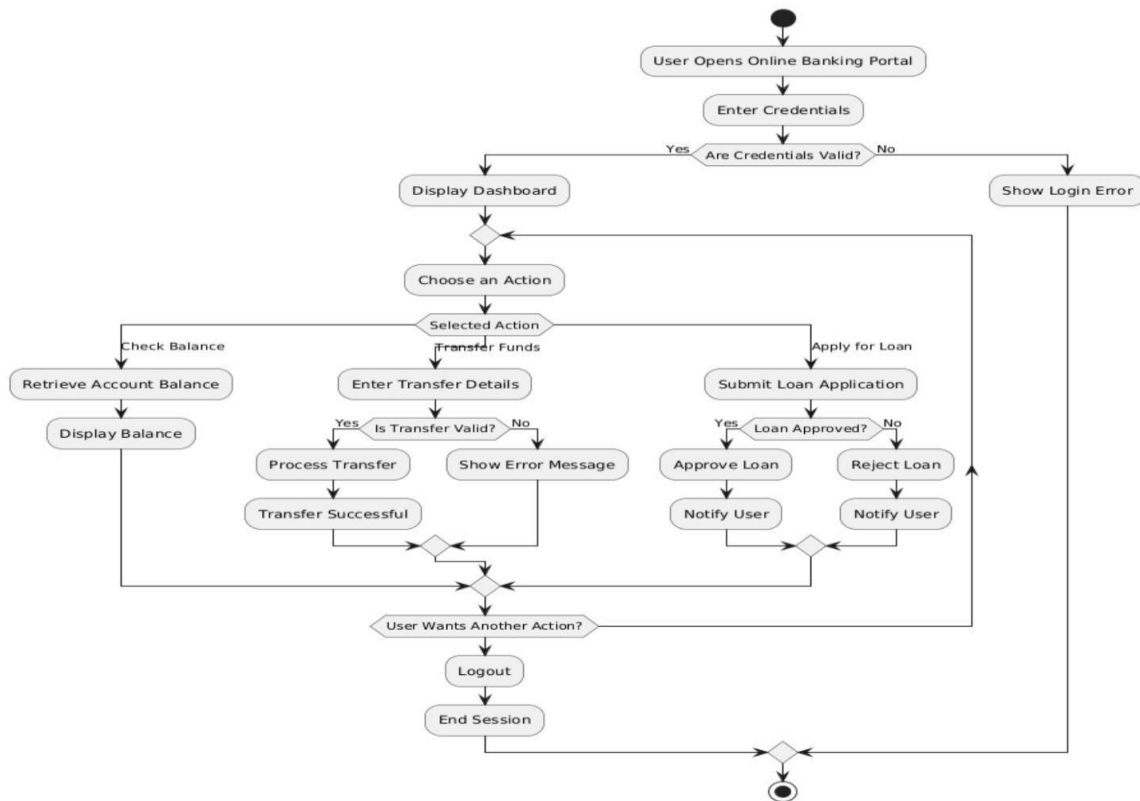 User Opens Online Banking Portal
Enter Credentials
Yes
Are Credentials Valid?
No
Display Dashboard
Show Login Error
Choose an Action
Selected Action
Check Balance
Transfer Funds
Apply for Loan
Retrieve Account Balance
Enter Transfer Details
Submit Loan Application
Display Balance
Yes
Is Transfer Valid?
No
Yes
Loan Approved?
No
Process Transfer
Show Error Message
Approve Loan
Reject Loan
Transfer Successful
Notify User
Notify User
User Wants Another Action?
Logout
End Session